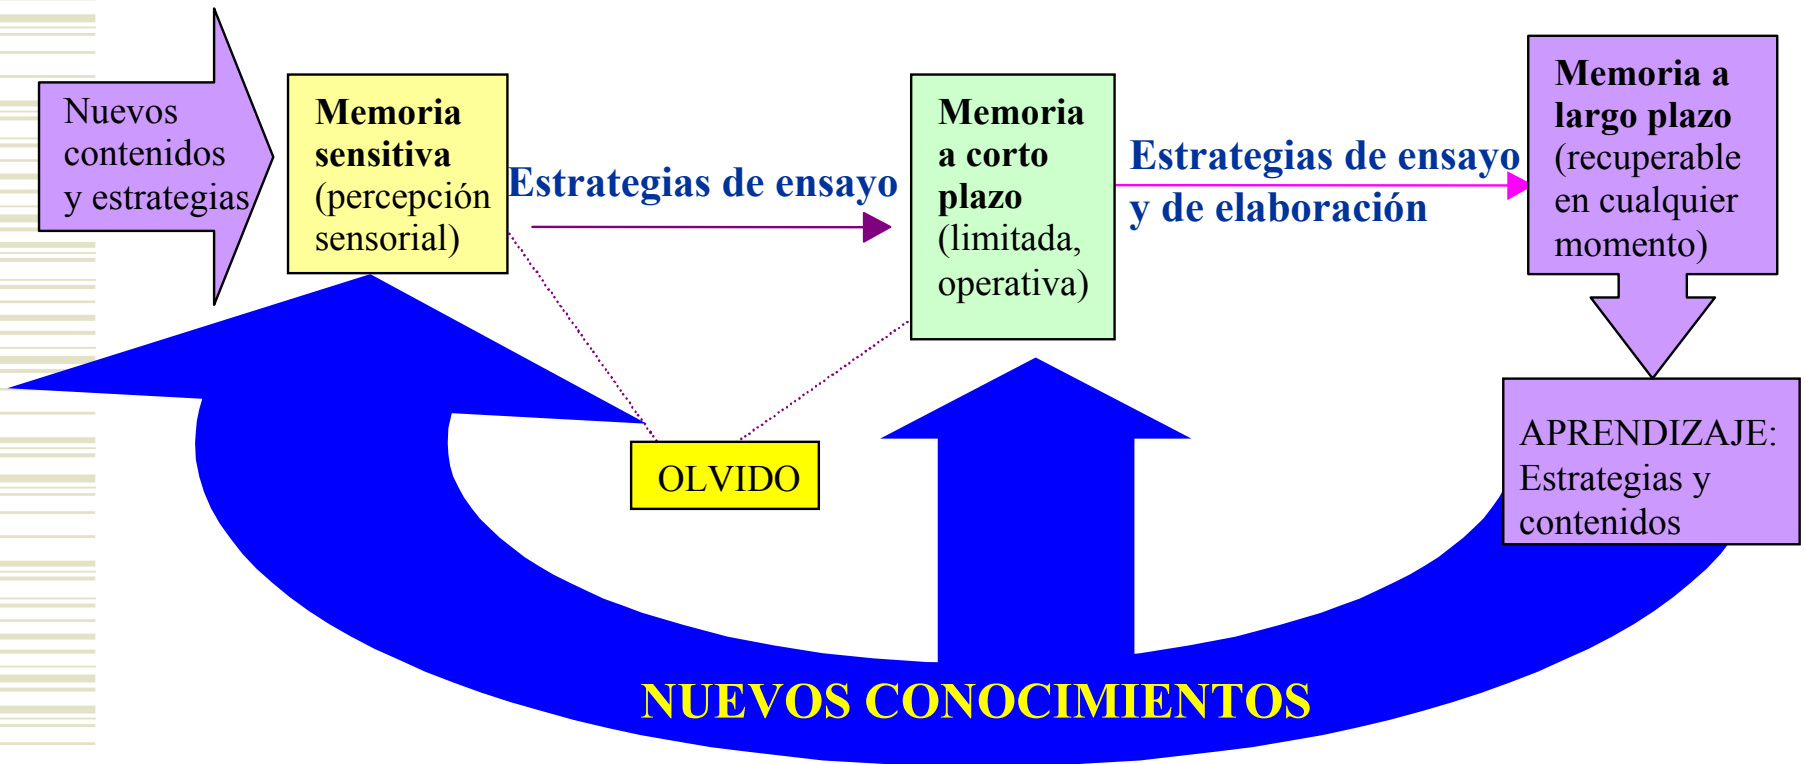 Nuevos
contenidos
y estrategias
Memoria
sensitiva
(percepción
sensorial)
Estrategias de ensayo
Memoria
a corto
plazo
(limitada,
operativa)
Estrategias de ensayo
y de elaboración
Memoria a
largo plazo
(recuperable
en cualquier
momento)
OLVIDO
APRENDIZAJE:
Estrategias y
contenidos
NUEVOS CONOCIMIENTOS